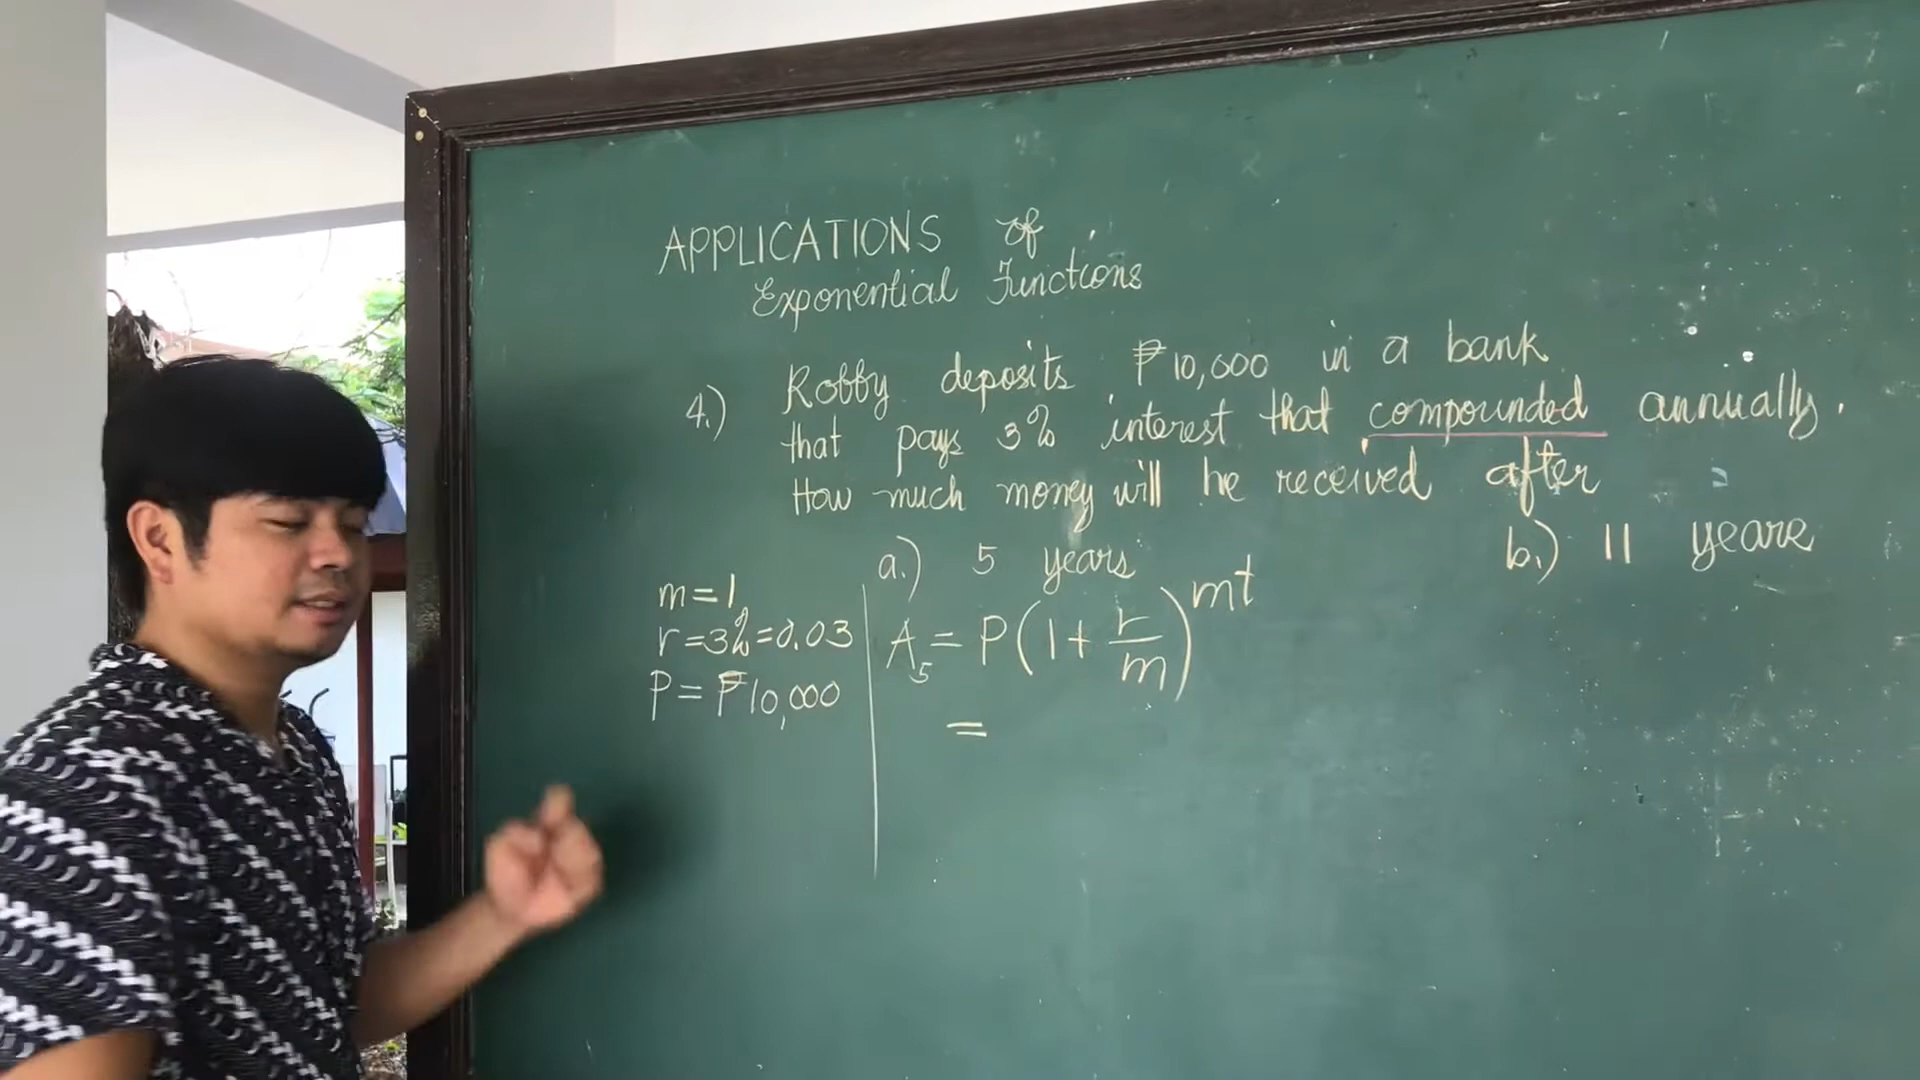 APPLICATIONS of
Exponential Functions
4.) Robby deposits ₱10,000 in a bank
that pays 3% interest that compounded annually.
How much money will he received after
a.) 5 years
b.) 11 years
m=1
r=3%=0.03
P=₱10,000
A₅=P(1+r/m)^mt
=